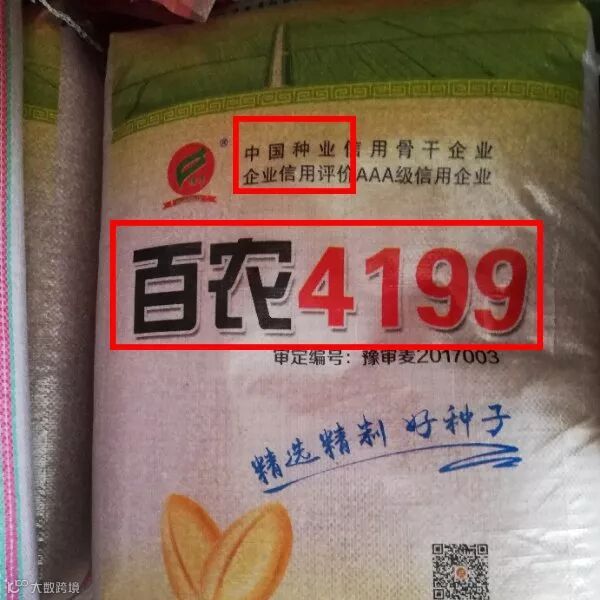 ®
中国种业信用骨干企业
企业信用评价AAA级信用企业
百农4199
审定编号：豫审麦2017003
精选精制 好种子
大数跨境